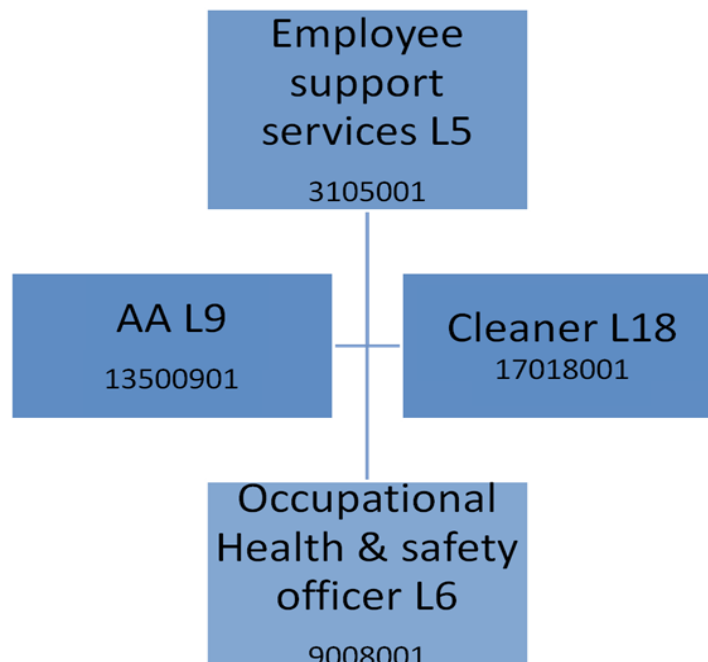 Employee
support
services L5
3105001
AA L9
13500901
Cleaner L18
17018001
Occupational
Health & safety
officer L6
9008001